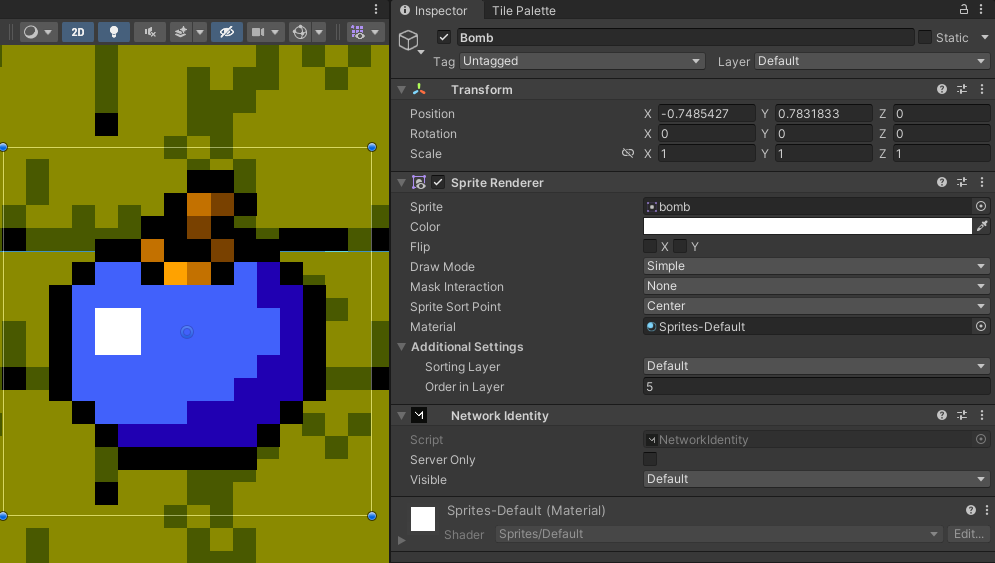 Inspector Tile Palette
2D
Bomb Static
Tag Untagged Layer Default
Transform
Position X -0.7485427 Y 0.7831833 Z 0
Rotation X 0 Y 0 Z 0
Scale X 1 Y 1 Z 1
Sprite Renderer
Sprite bomb
Color
Flip X Y
Draw Mode Simple
Mask Interaction None
Sprite Sort Point Center
Material Sprites-Default
Additional Settings
Sorting Layer Default
Order in Layer 5
Network Identity
Script NetworkIdentity
Server Only
Visible Default
Sprites-Default (Material)
Shader Sprites/Default Edit...